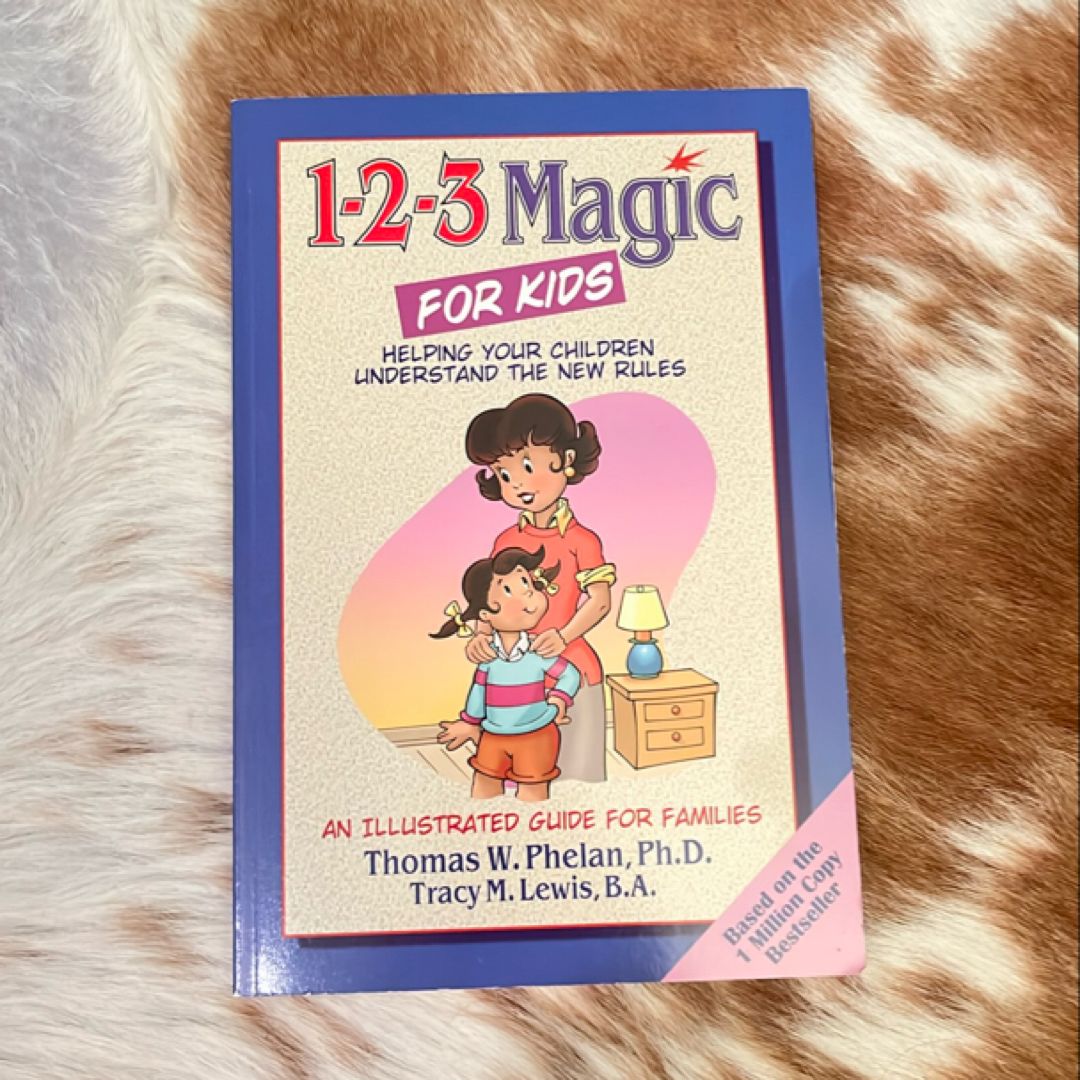 1-2-3 Magic
FOR KIDS
HELPING YOUR CHILDREN
UNDERSTAND THE NEW RULES
AN ILLUSTRATED GUIDE FOR FAMILIES
Thomas W. Phelan, Ph.D.
Tracy M. Lewis, B.A.
Based on the
1 Million Copy
Bestseller